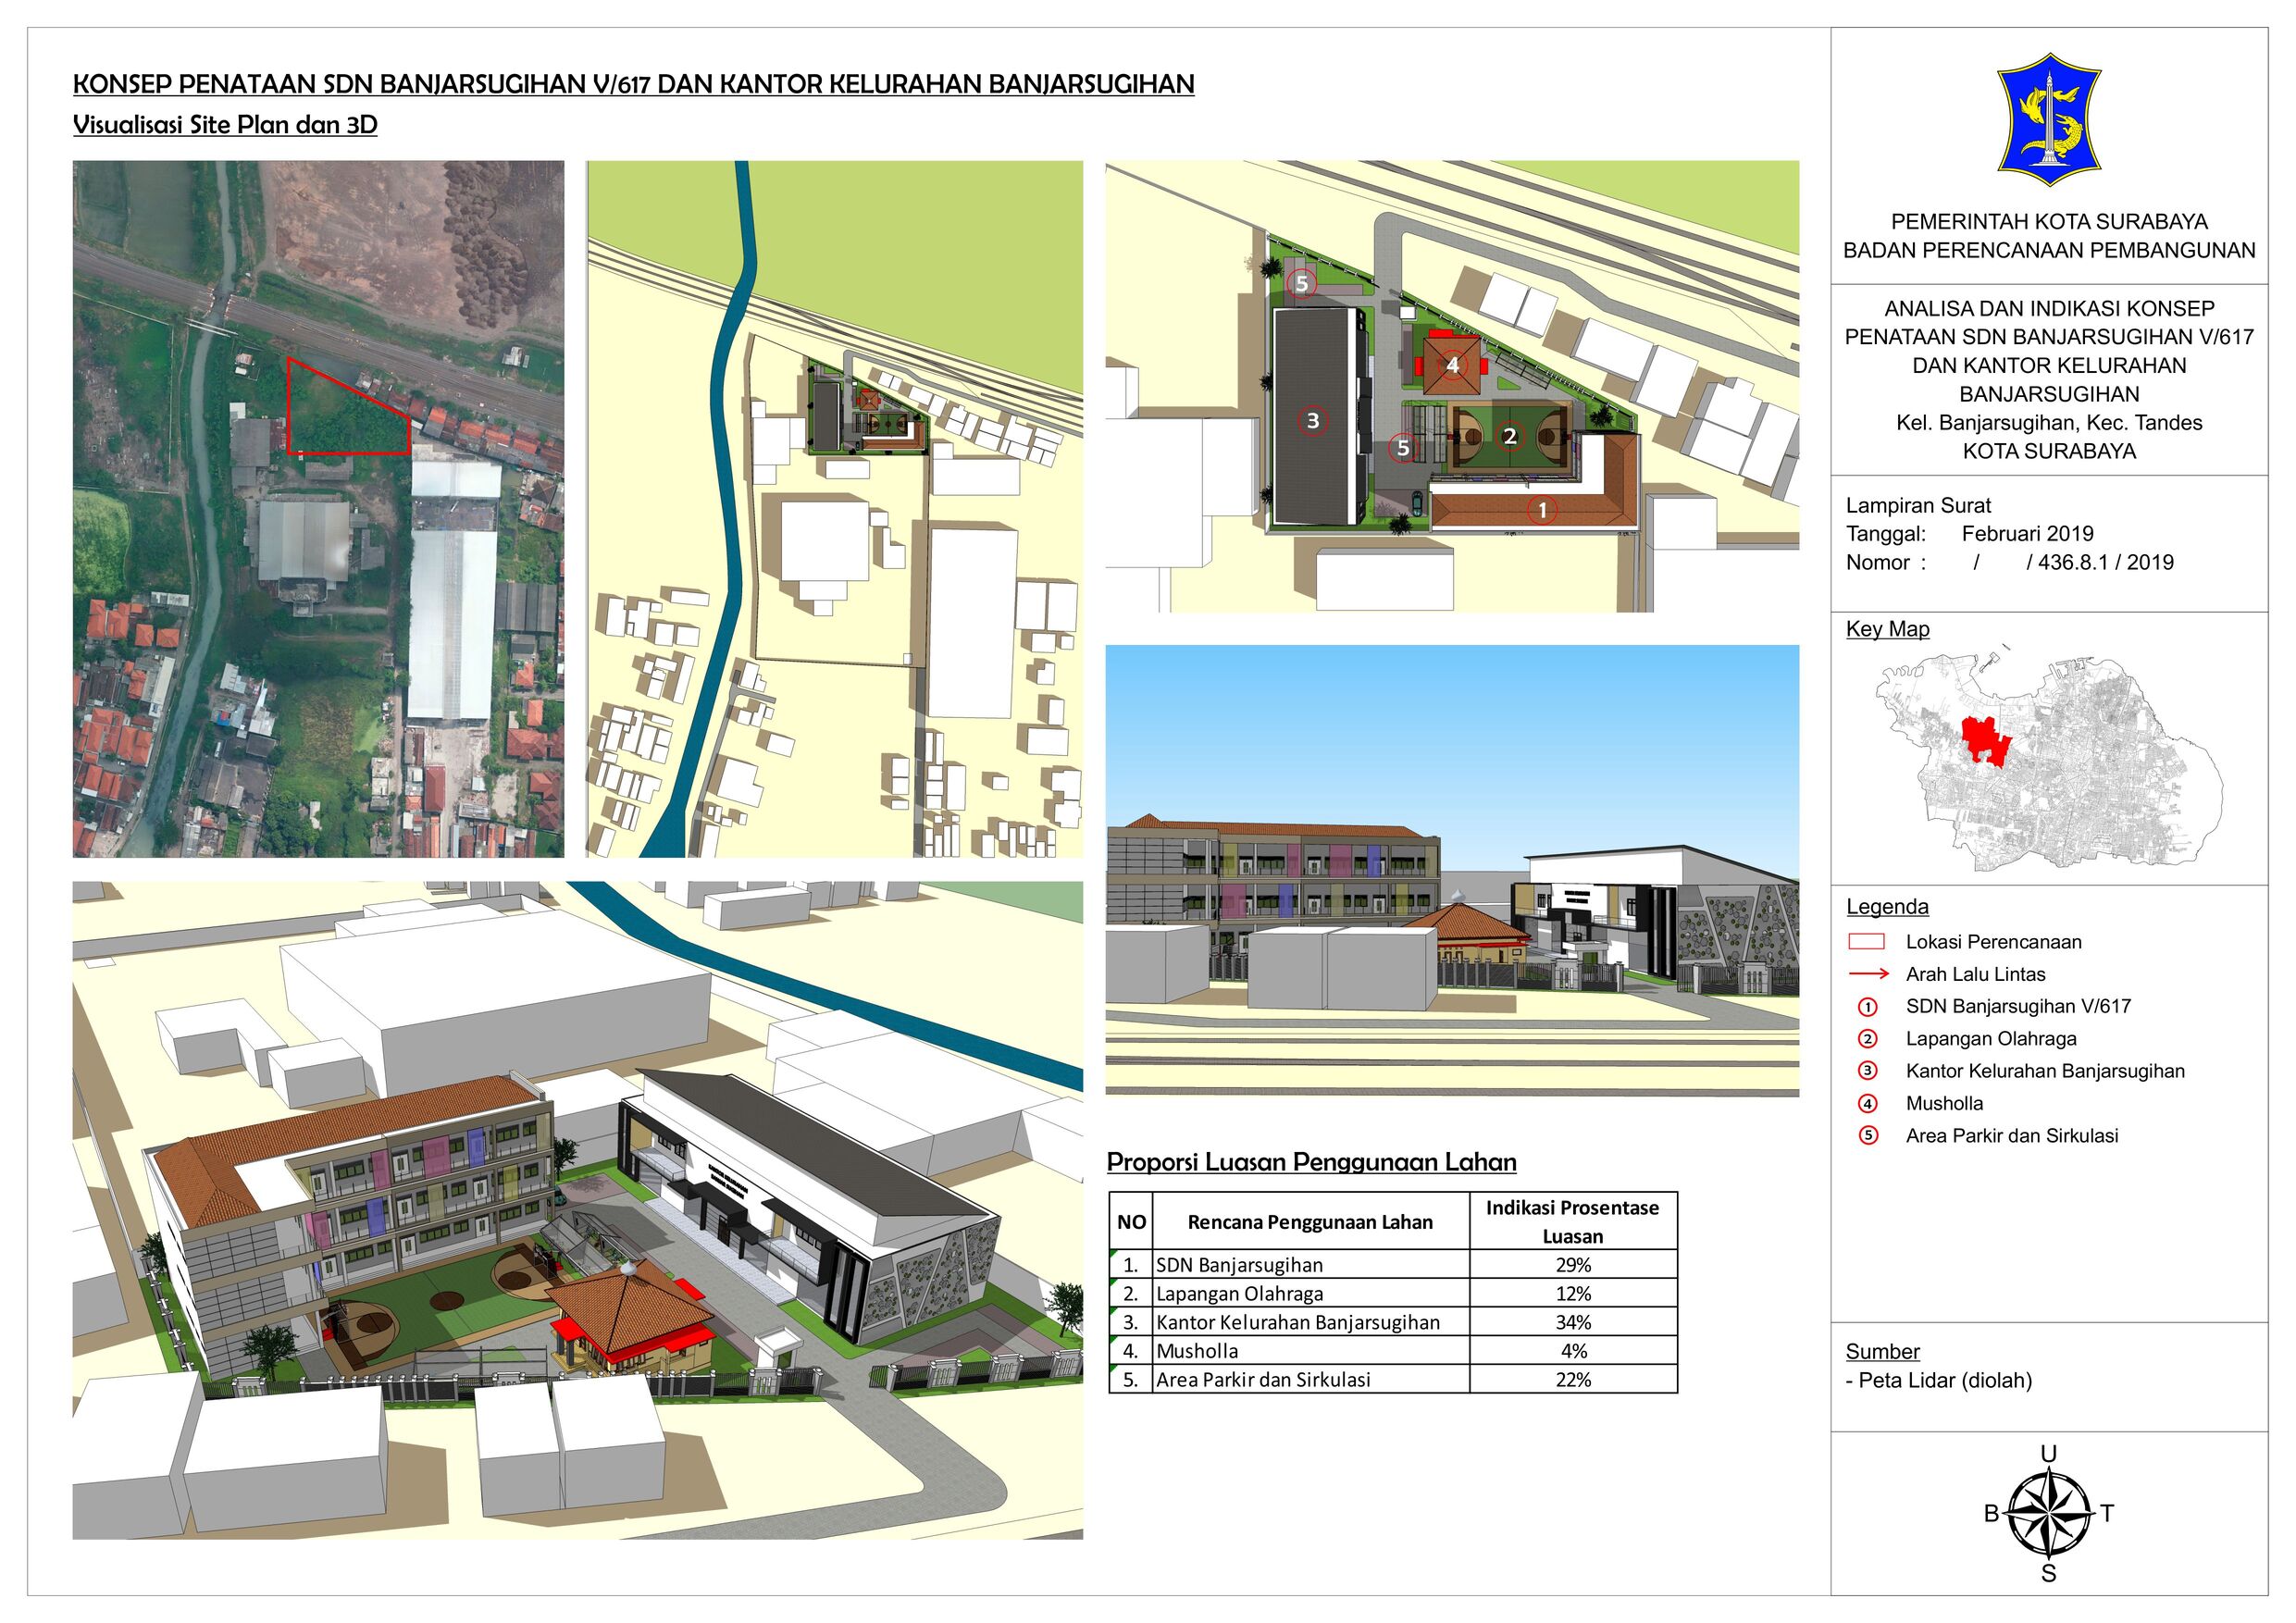 KONSEP PENATAAN SDN BANJARSUGIHAN V/617 DAN KANTOR KELURAHAN BANJARSUGIHAN
Visualisasi Site Plan dan 3D
5
4
3
2
5
1
Proporsi Luasan Penggunaan Lahan
NO Rencana Penggunaan Lahan Indikasi Prosentase Luasan
1. SDN Banjarsugihan 29%
2. Lapangan Olahraga 12%
3. Kantor Kelurahan Banjarsugihan 34%
4. Musholla 4%
5. Area Parkir dan Sirkulasi 22%
PEMERINTAH KOTA SURABAYA
BADAN PERENCANAAN PEMBANGUNAN
ANALISA DAN INDIKASI KONSEP
PENATAAN SDN BANJARSUGIHAN V/617
DAN KANTOR KELURAHAN
BANJARSUGIHAN
Kel. Banjarsugihan, Kec. Tandes
KOTA SURABAYA
Lampiran Surat
Tanggal: Februari 2019
Nomor : / / 436.8.1 / 2019
Key Map
Legenda
Lokasi Perencanaan
Arah Lalu Lintas
1 SDN Banjarsugihan V/617
2 Lapangan Olahraga
3 Kantor Kelurahan Banjarsugihan
4 Musholla
5 Area Parkir dan Sirkulasi
Sumber
- Peta Lidar (diolah)
U
B T
S